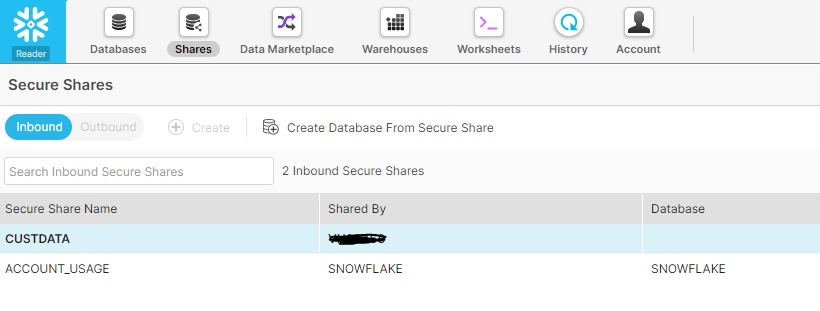 Reader
Databases
Shares
Data Marketplace
Warehouses
Worksheets
History
Account
Secure Shares
Inbound Outbound Create Create Database From Secure Share
Search Inbound Secure Shares 2 Inbound Secure Shares
Secure Share Name Shared By Database
CUSTDATA
ACCOUNT_USAGE SNOWFLAKE SNOWFLAKE